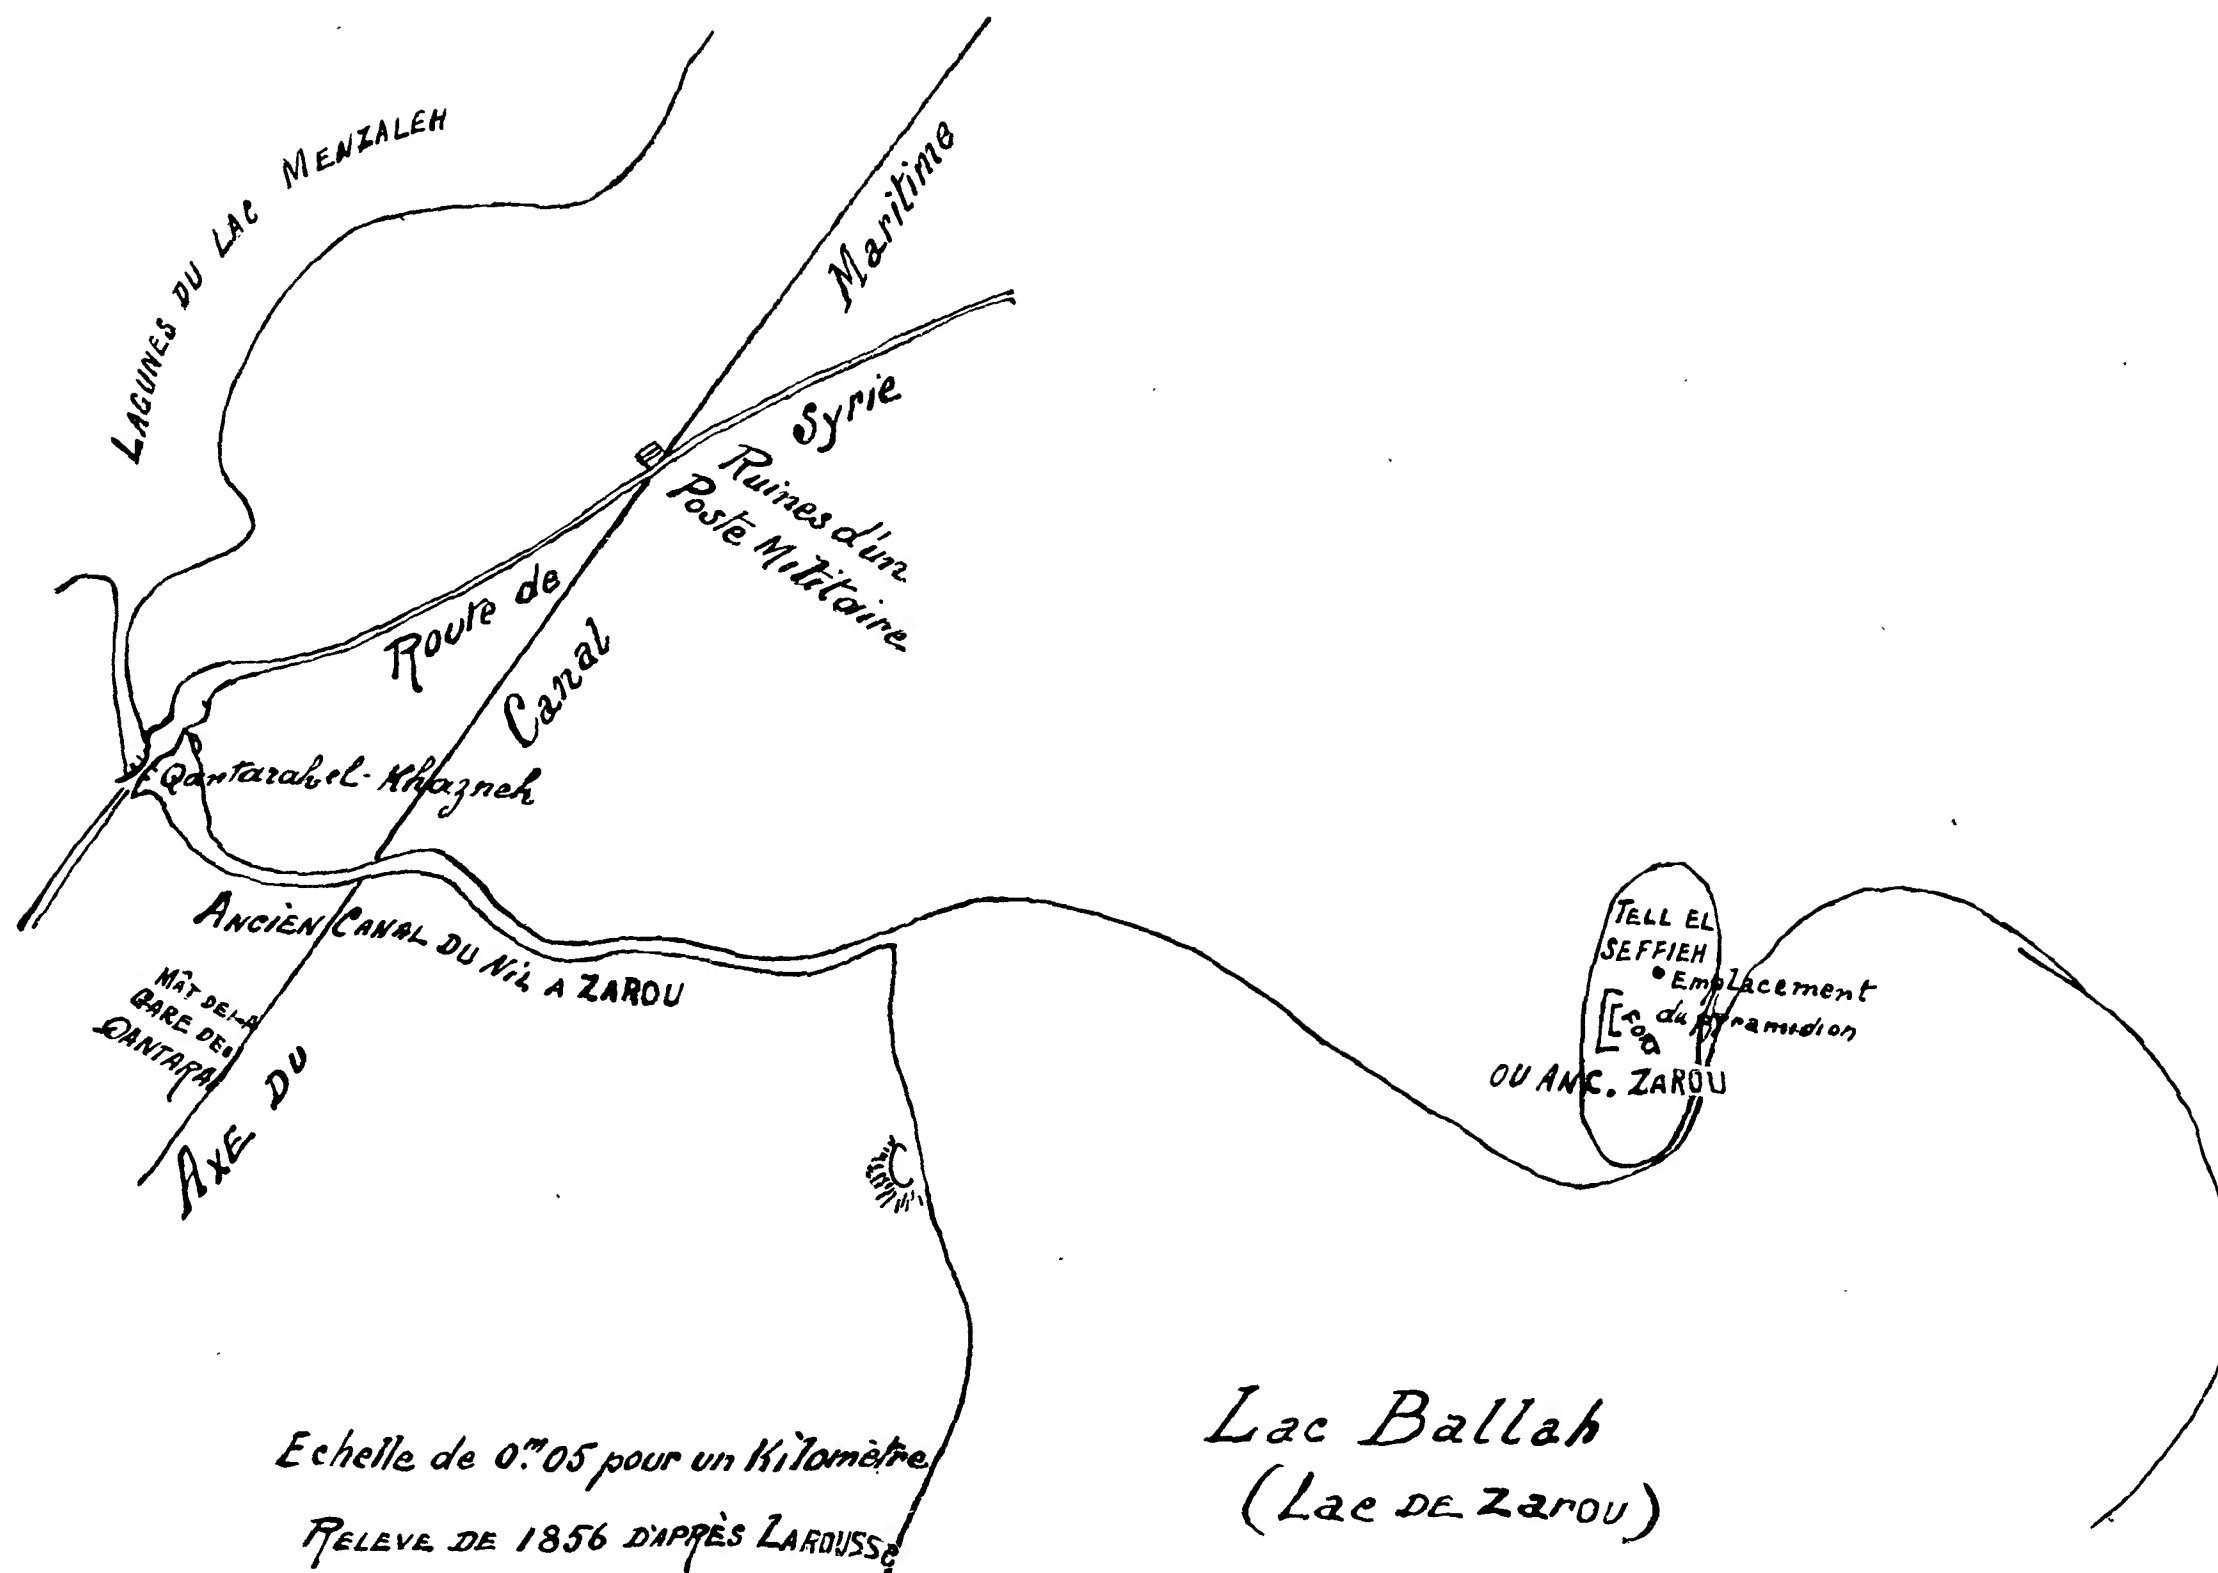 LAGUNES DU LAC MENZALEH
Maritime
Syrie
Ruines d'un
Poste Militaire
Route de
Canal
Qantarah el-Khazneh
ANCIEN CANAL DU NIL A ZAROU
MÂT DE LA
GARE DE
QANTARA
AXE DU
TELL EL
SEFFIEH
Emplacement
du pyramidion
OU ANC. ZAROU
Echelle de 0m.05 pour un Kilomètre
RELEVE DE 1856 D'APRÈS LAROUSSE
Lac Ballah
(Lac DE Zarou)